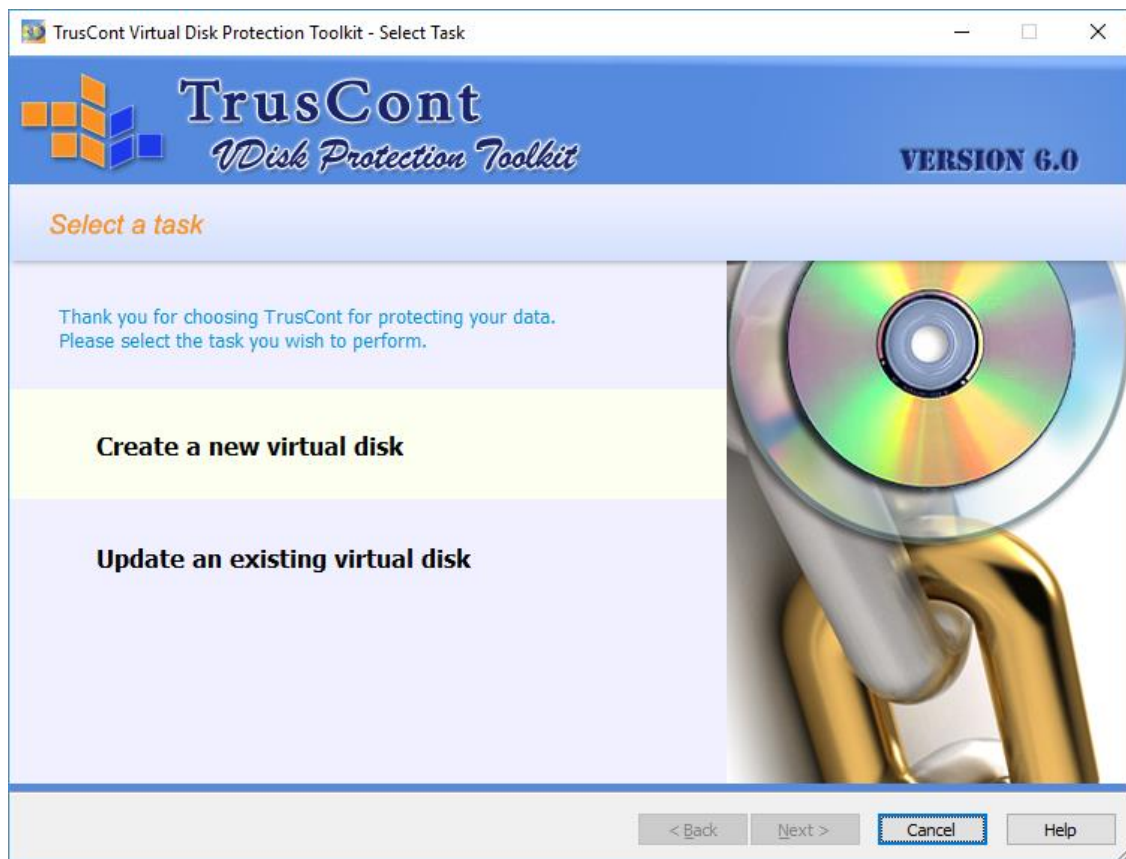 TrusCont Virtual Disk Protection Toolkit - Select Task
TrusCont
VDisk Protection Toolkit
VERSION 6.0
Select a task
Thank you for choosing TrusCont for protecting your data.
Please select the task you wish to perform.
Create a new virtual disk
Update an existing virtual disk
< Back
Next >
Cancel
Help